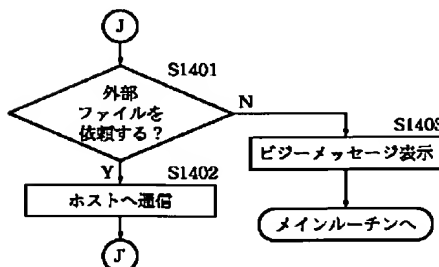 J
S1401
外部
ファイルを
依頼する？
N
Y
S1402
ホストへ通信
J'
S1403
ビジーメッセージ表示
メインルーチンへ